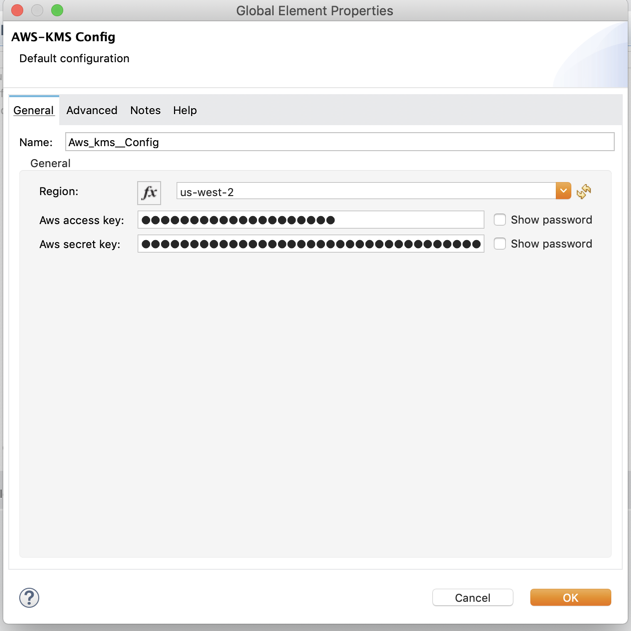 Global Element Properties
AWS-KMS Config
Default configuration
General Advanced Notes Help
Name: Aws_kms__Config
General
Region: fx us-west-2
Aws access key: ●●●●●●●●●●●●●●●●●●●● Show password
Aws secret key: ●●●●●●●●●●●●●●●●●●●●●●●●●●●●●●●●●●● Show password
? Cancel OK